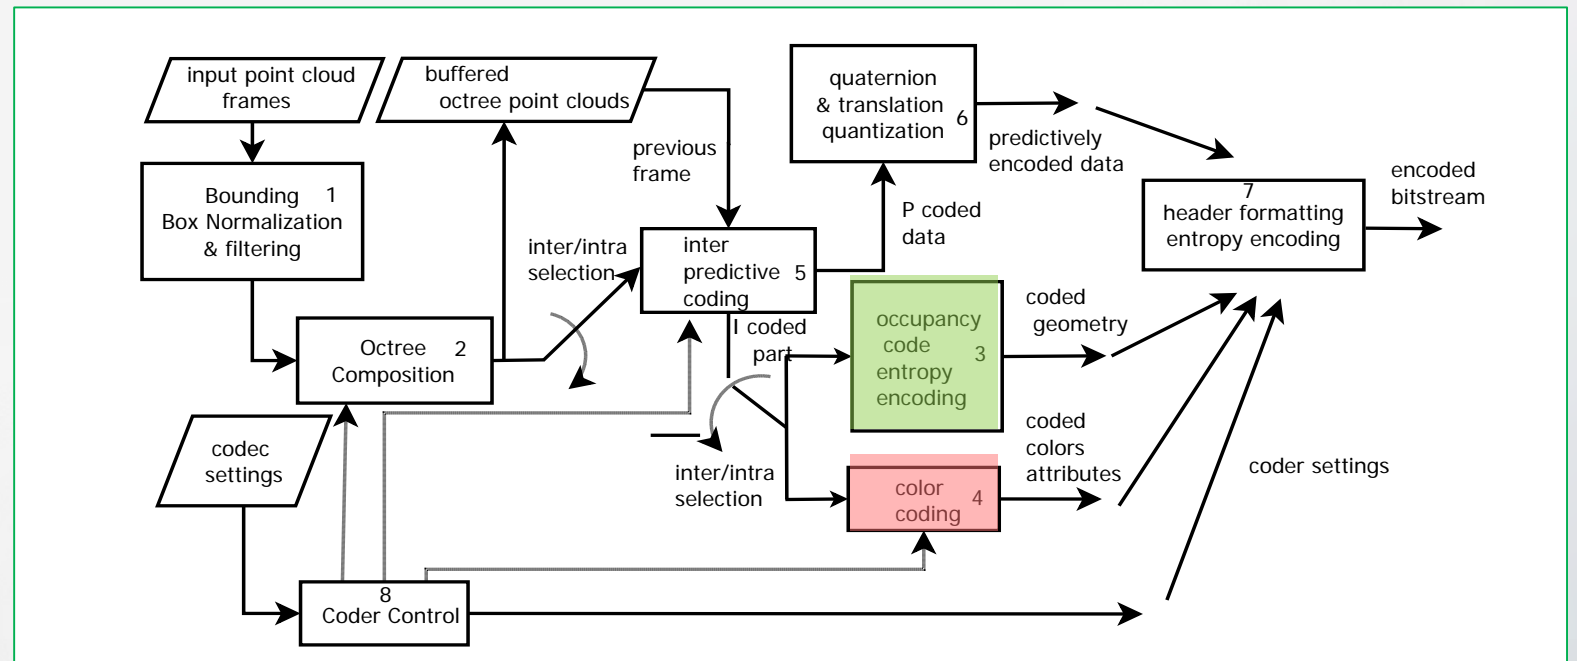 input point cloud
frames
buffered
octree point clouds
quaternion
& translation
quantization 6
previous
frame
predictively
encoded data
encoded
bitstream
Bounding 1
Box Normalization
& filtering
7
header formatting
entropy encoding
P coded
data
inter/intra
selection
inter
predictive 5
coding
I coded
part
coded
geometry
occupancy
code 3
entropy
encoding
Octree 2
Composition
codec
settings
coded
colors
attributes
inter/intra
selection
color 4
coding
coder settings
8
Coder Control